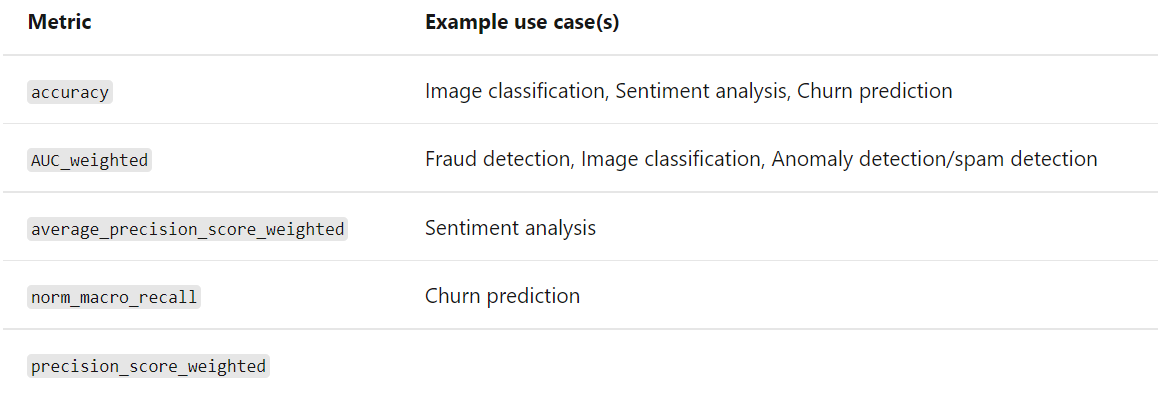 Metric Example use case(s)
accuracy Image classification, Sentiment analysis, Churn prediction
AUC_weighted Fraud detection, Image classification, Anomaly detection/spam detection
average_precision_score_weighted Sentiment analysis
norm_macro_recall Churn prediction
precision_score_weighted